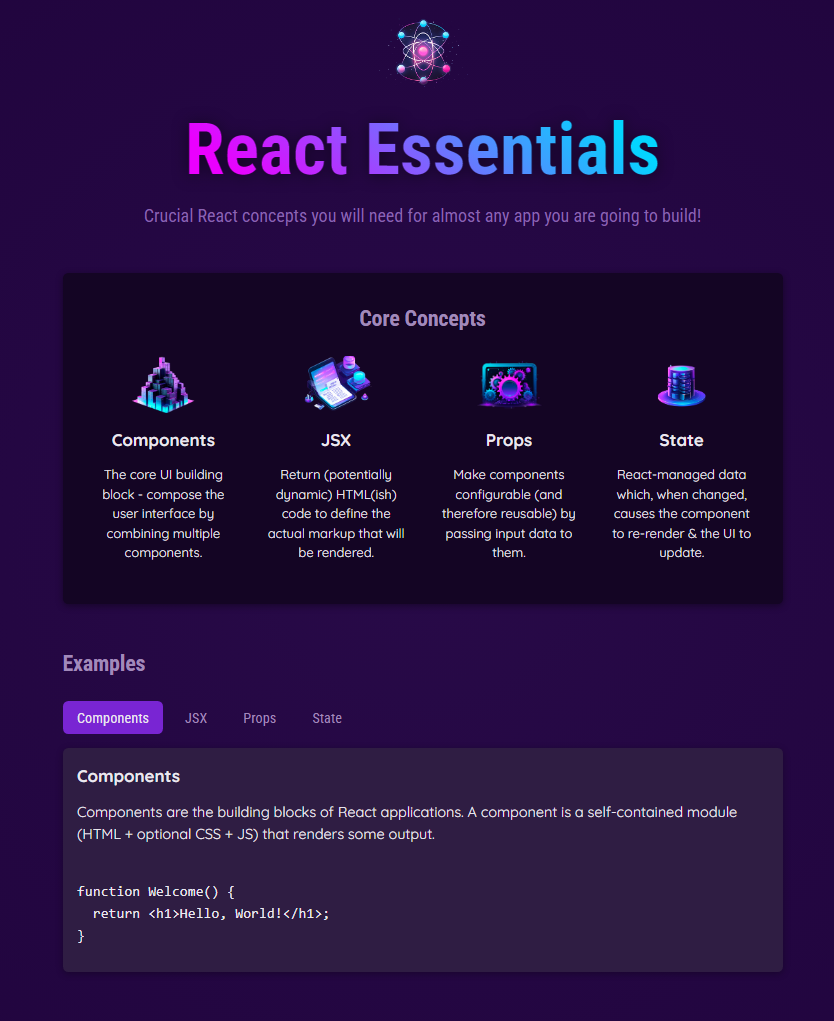 React Essentials
Crucial React concepts you will need for almost any app you are going to build!
Core Concepts
Components
The core UI building
block - compose the
user interface by
combining multiple
components.
JSX
Return (potentially
dynamic) HTML(ish)
code to define the
actual markup that will
be rendered.
Props
Make components
configurable (and
therefore reusable) by
passing input data to
them.
State
React-managed data
which, when changed,
causes the component
to re-render & the UI to
update.
Examples
Components JSX Props State
Components
Components are the building blocks of React applications. A component is a self-contained module
(HTML + optional CSS + JS) that renders some output.
function Welcome() {
  return <h1>Hello, World!</h1>;
}